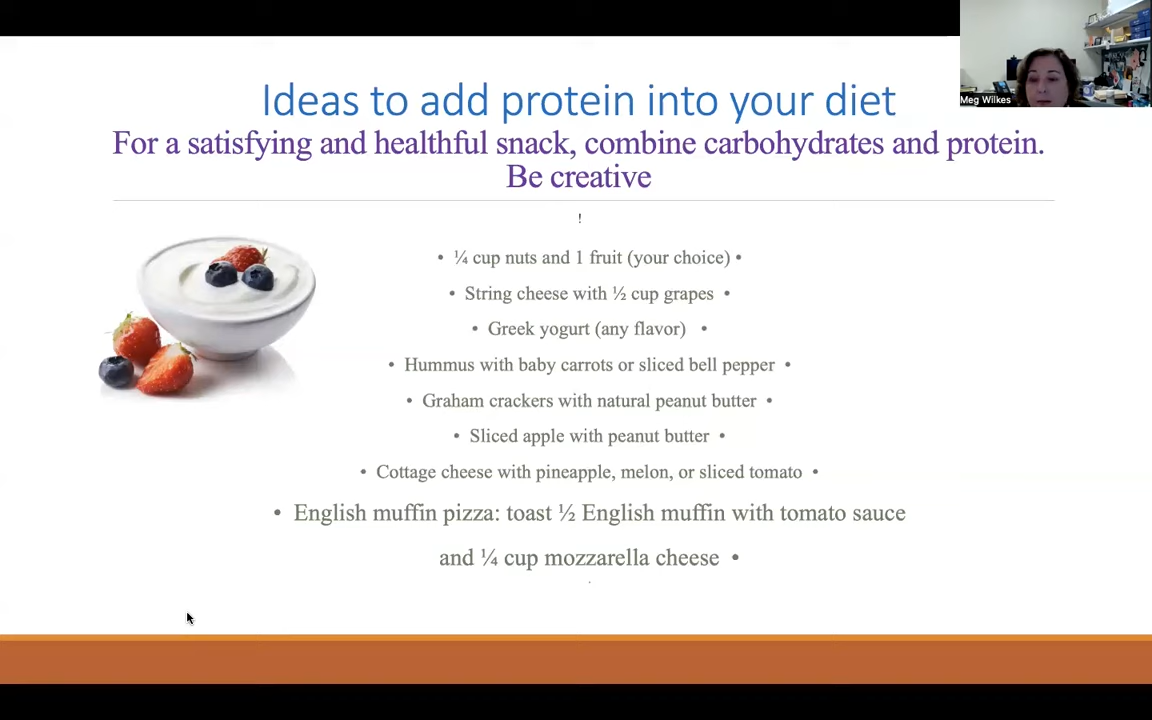 Meg Wilkes
Ideas to add protein into your diet
For a satisfying and healthful snack, combine carbohydrates and protein.
Be creative
!
• ¼ cup nuts and 1 fruit (your choice) •
• String cheese with ½ cup grapes •
• Greek yogurt (any flavor) •
• Hummus with baby carrots or sliced bell pepper •
• Graham crackers with natural peanut butter •
• Sliced apple with peanut butter •
• Cottage cheese with pineapple, melon, or sliced tomato •
• English muffin pizza: toast ½ English muffin with tomato sauce
and ¼ cup mozzarella cheese •
.